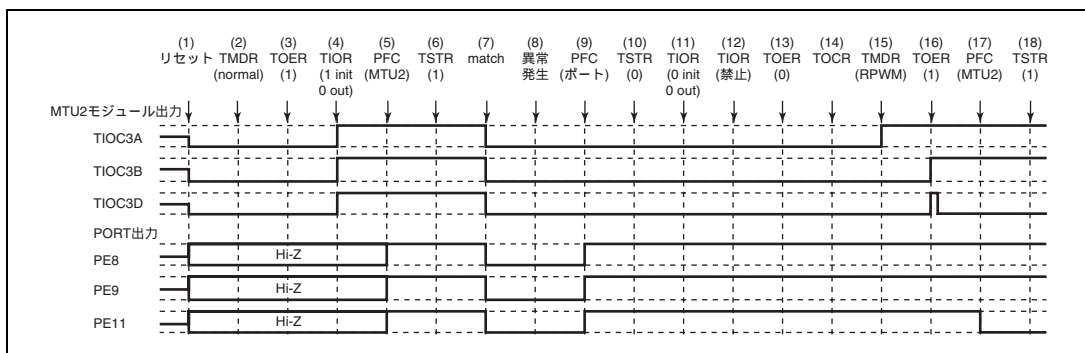 (1) (2) (3) (4) (5) (6) (7) (8) (9) (10) (11) (12) (13) (14) (15) (16) (17) (18)
リセット TMDR TOER TIOR PFC TSTR match 異常 PFC TSTR TIOR TIOR TOER TOCR TMDR TOER PFC TSTR
(normal) (1) (1 init (MTU2) (1) 発生 (ポート) (0) (0 init (禁止) (0) (RPWM) (1) (MTU2) (1)
0 out) 0 out)
MTU2モジュール出力
TIOC3A
TIOC3B
TIOC3D
PORT出力
PE8 Hi-Z
PE9 Hi-Z
PE11 Hi-Z